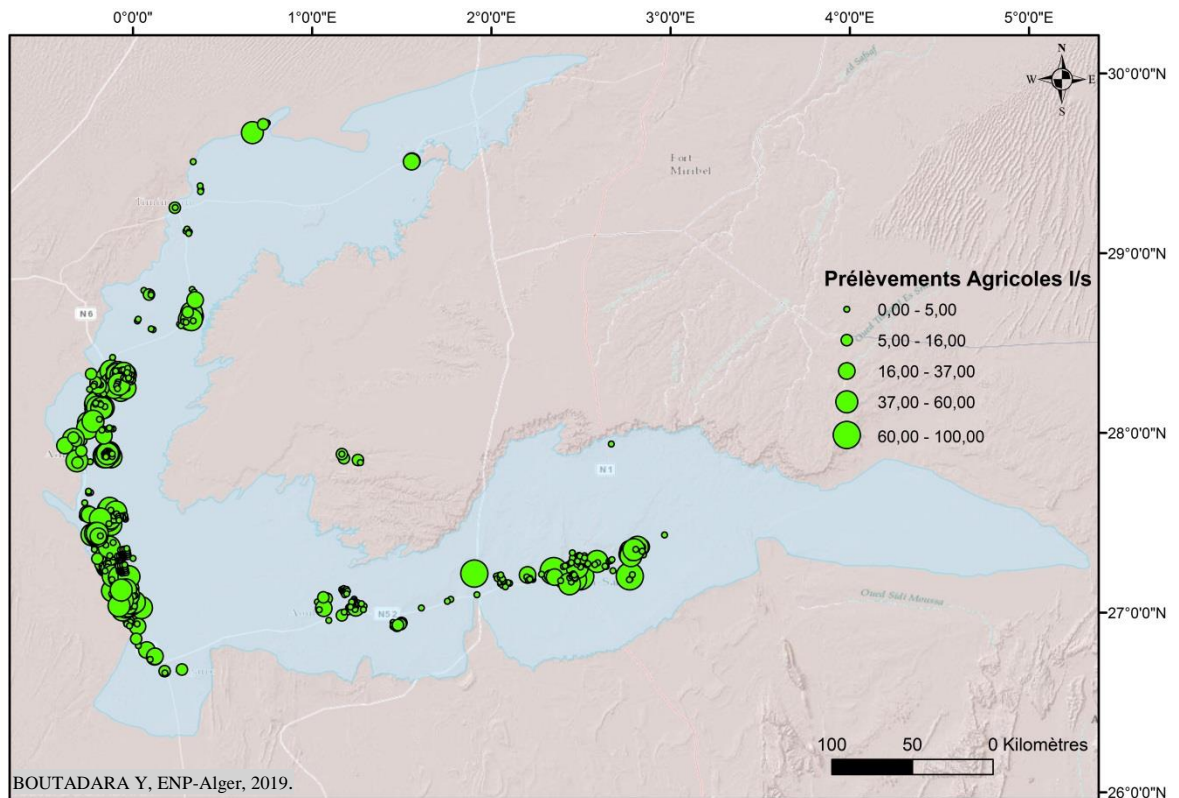 0°0'0"E 1°0'0"E 2°0'0"E 3°0'0"E 4°0'0"E 5°0'0"E
N
W E
S
30°0'0"N
Fort
Miribel
29°0'0"N
Prélèvements Agricoles l/s
0,00 - 5,00
N6
5,00 - 16,00
16,00 - 37,00
37,00 - 60,00
60,00 - 100,00
28°0'0"N
N1
27°0'0"N
N52
Oued Sidi Moussa
100 50 0 Kilomètres
BOUTADARA Y, ENP-Alger, 2019.
26°0'0"N